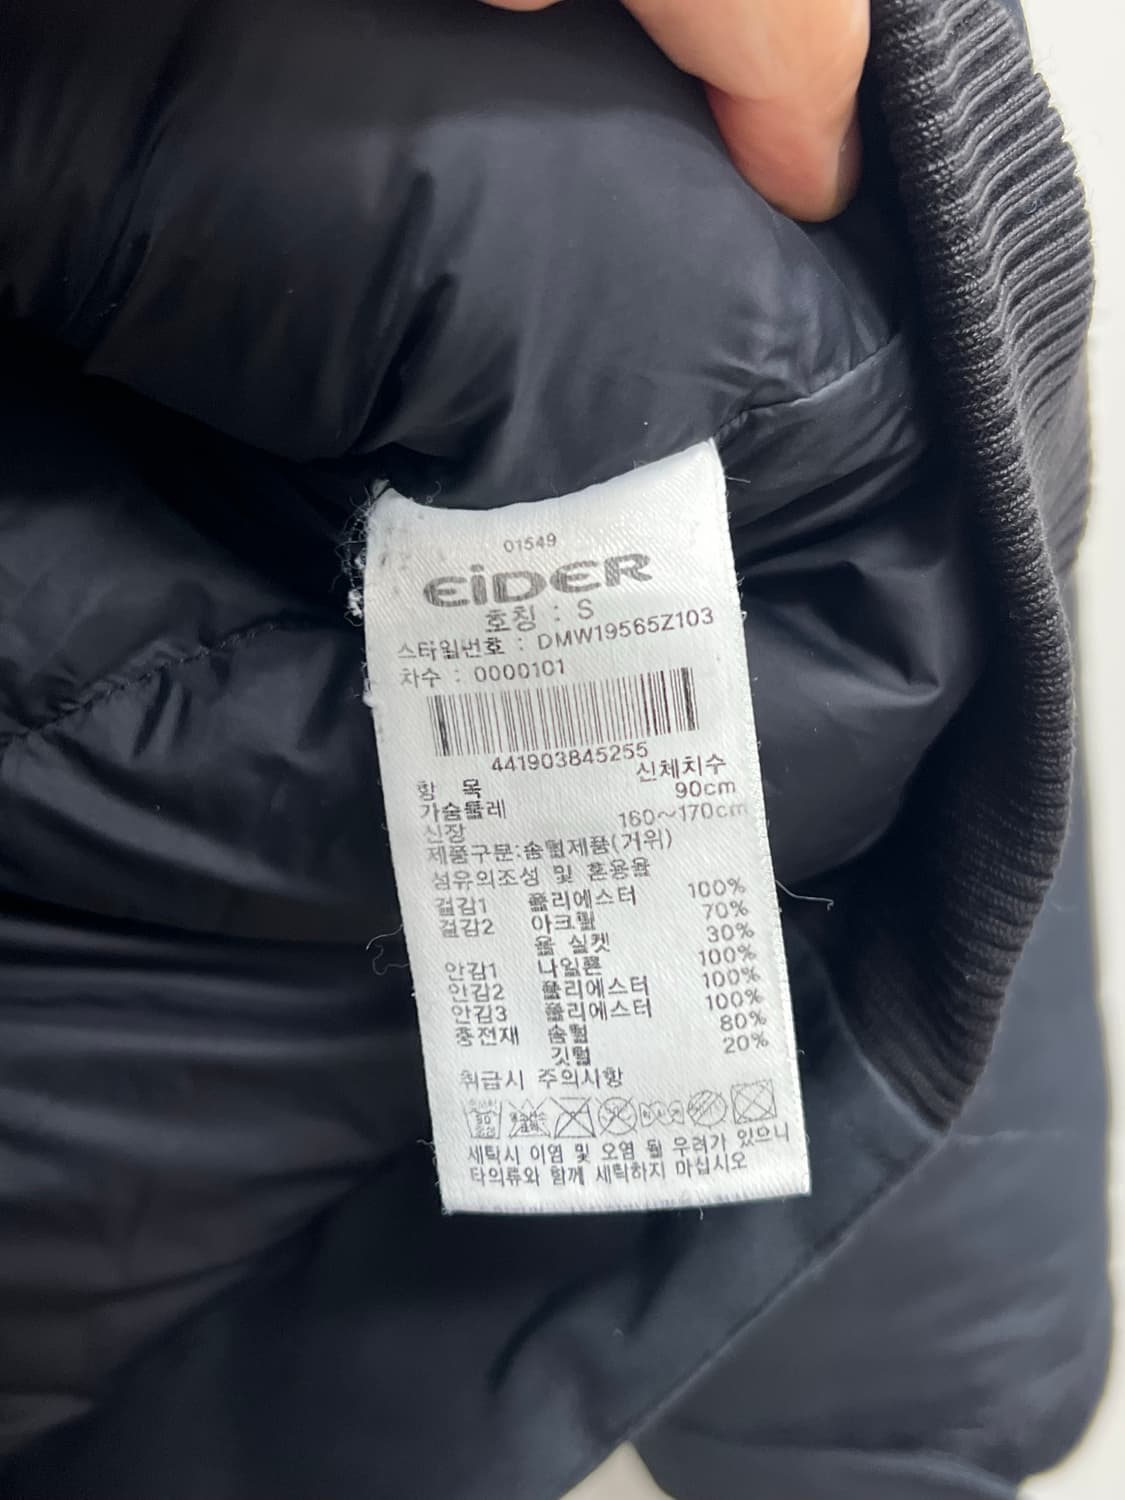 01549
EiDER
호칭 : S
스타일번호 : DMW19565Z103
차수 : 0000101
441903845255
항 목 신체치수
가슴둘레 90cm
신장 160~170cm
제품구분:솜털제품(거위)
섬유의조성 및 혼용율
겉감1 폴리에스터 100%
겉감2 아크릴 70%
울 실켓 30%
안감1 나일론 100%
안감2 폴리에스터 100%
안감3 폴리에스터 100%
충전재 솜털 80%
깃털 20%
취급시 주의사항
세탁시 이염 및 오염 될 우려가 있으니
타의류와 함께 세탁하지 마십시오